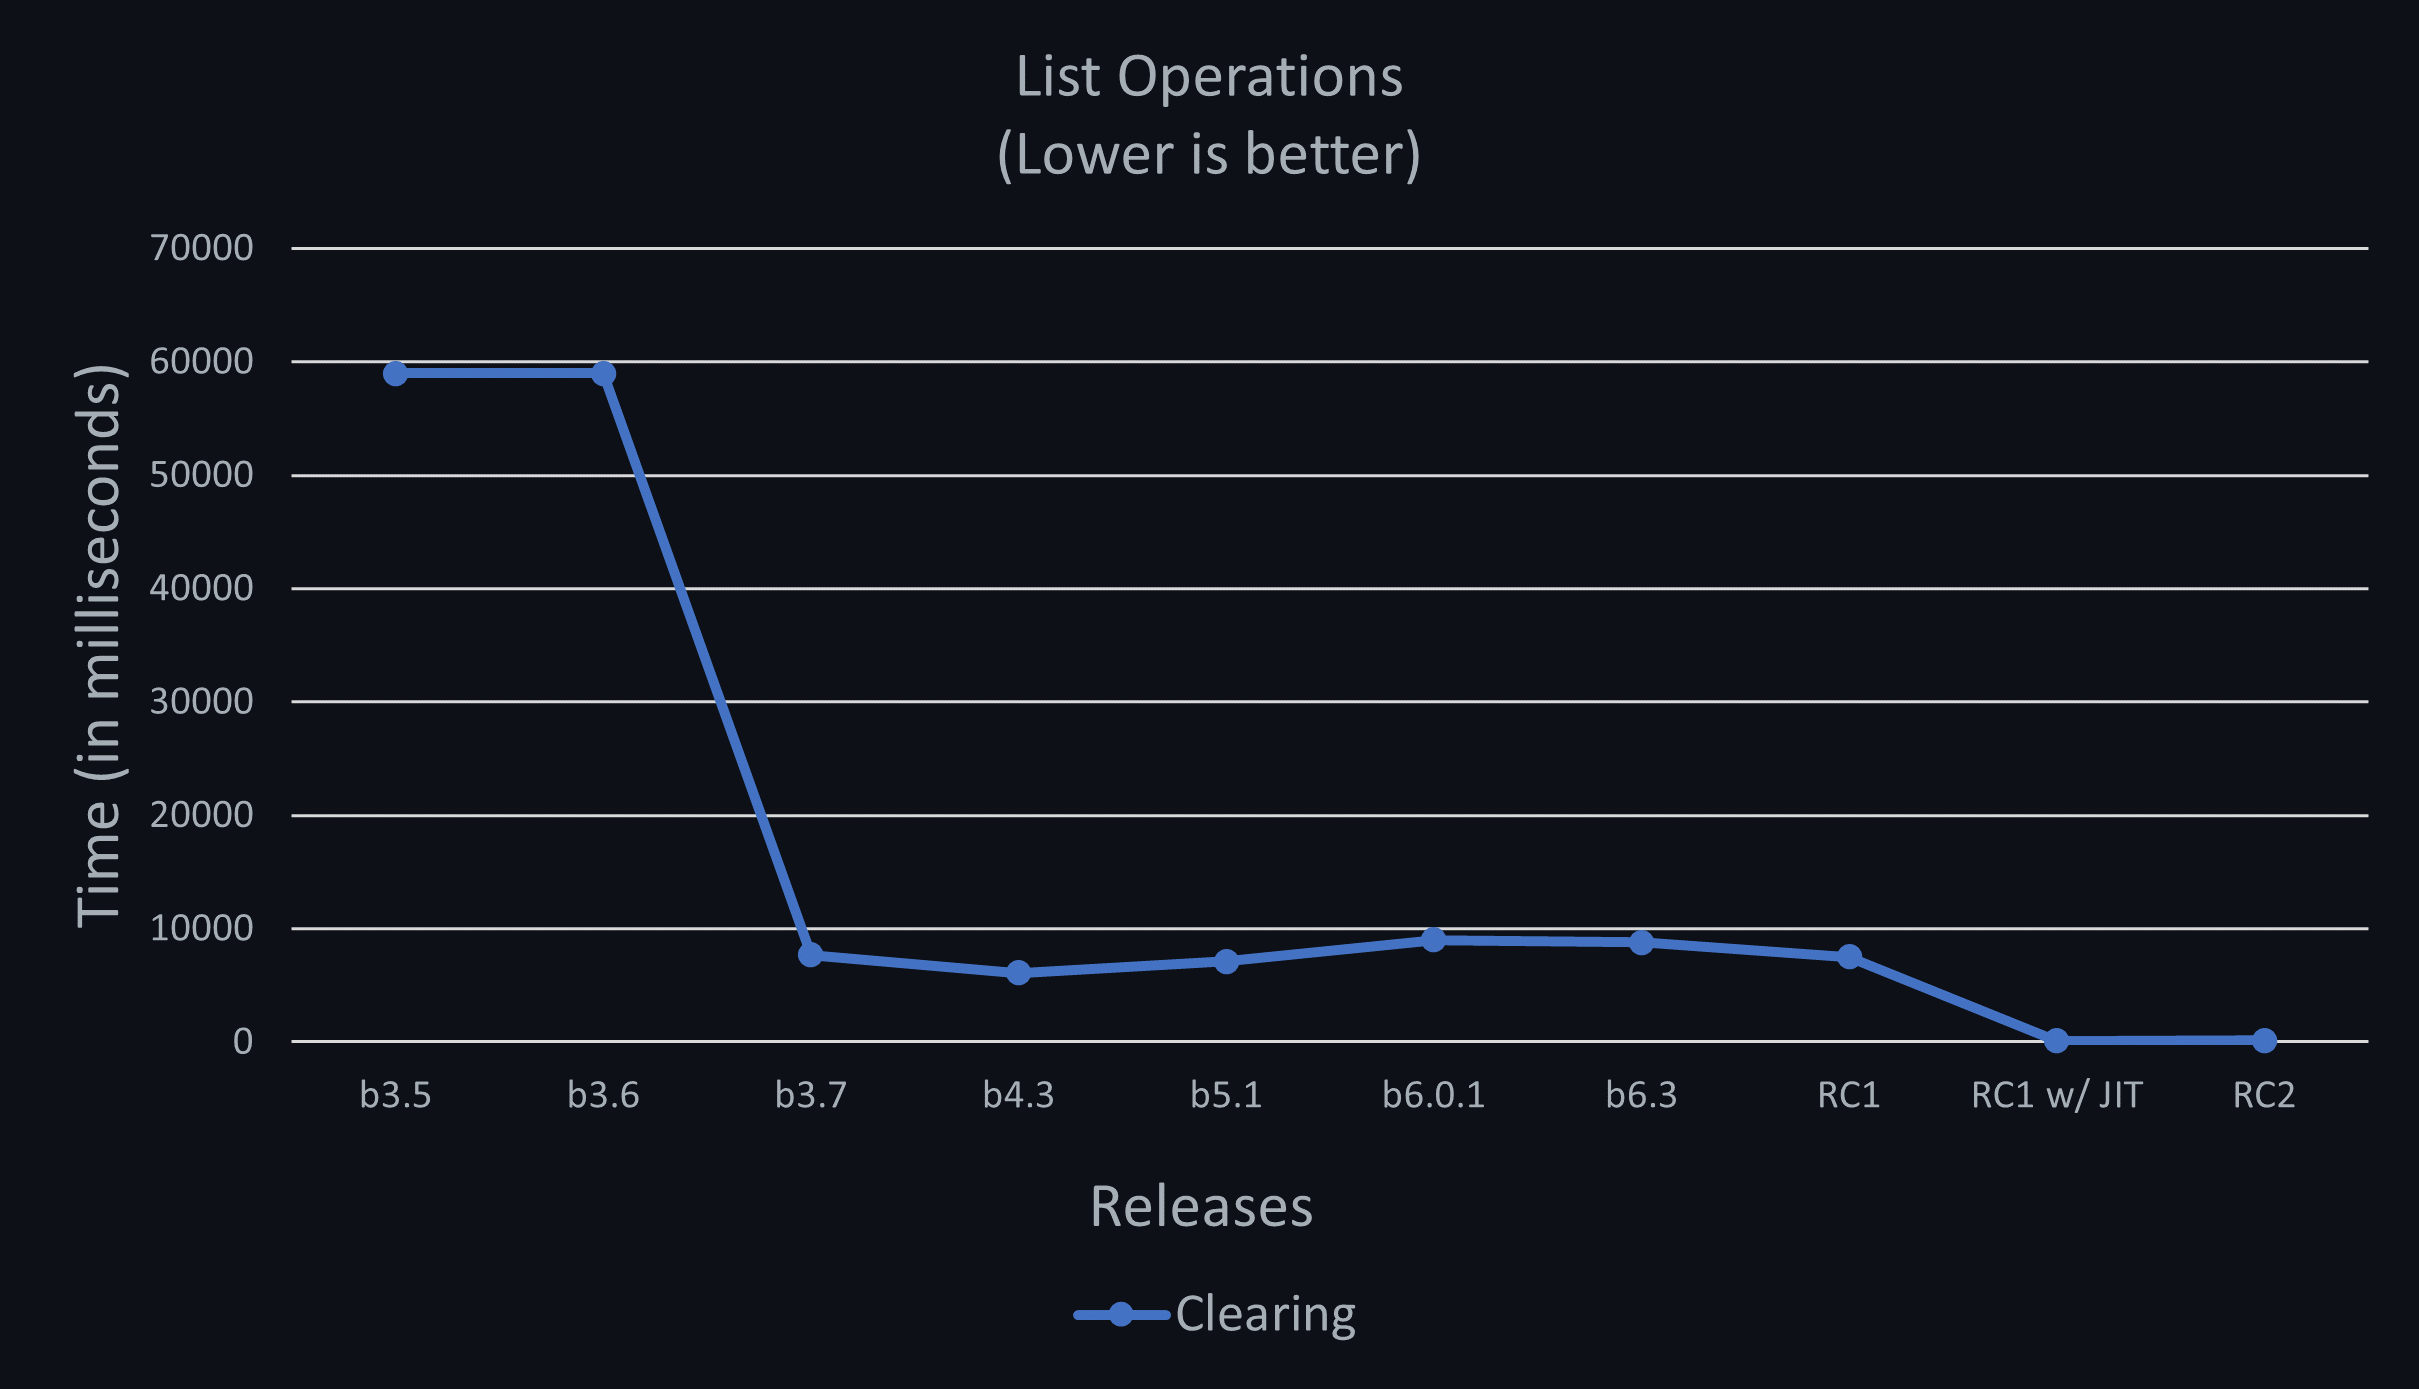 List Operations
(Lower is better)
Time (in milliseconds)
70000
60000
50000
40000
30000
20000
10000
0
b3.5 b3.6 b3.7 b4.3 b5.1 b6.0.1 b6.3 RC1 RC1 w/ JIT RC2
Releases
Clearing